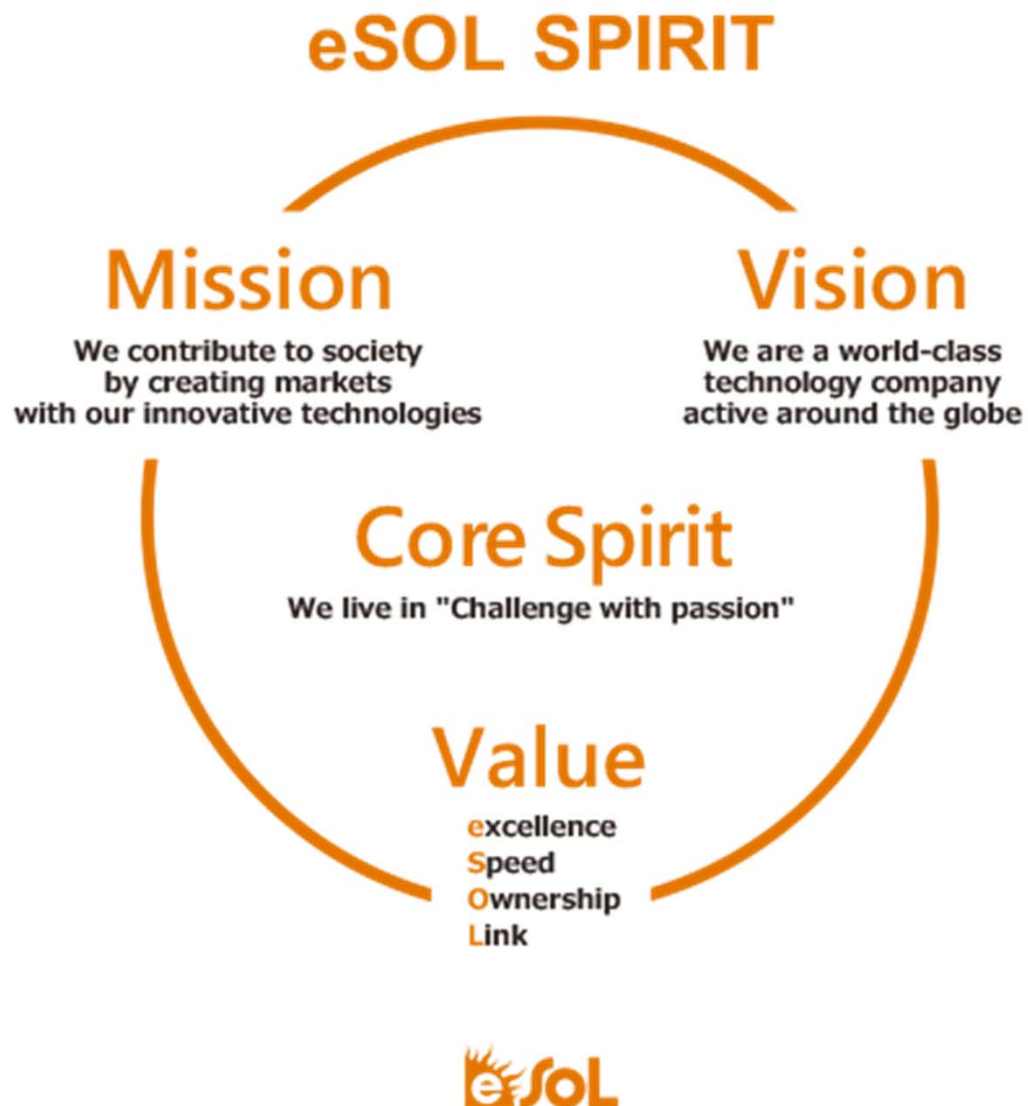 eSOL SPIRIT
Mission
We contribute to society
by creating markets
with our innovative technologies
Vision
We are a world-class
technology company
active around the globe
Core Spirit
We live in "Challenge with passion"
Value
excellence
Speed
Ownership
Link
eSOL